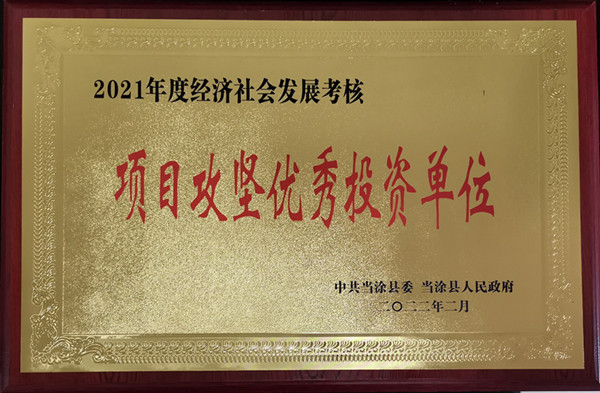 2021年度经济社会发展考核
项目攻坚优秀投资单位
中共当涂县委 当涂县人民政府
二〇二二年二月